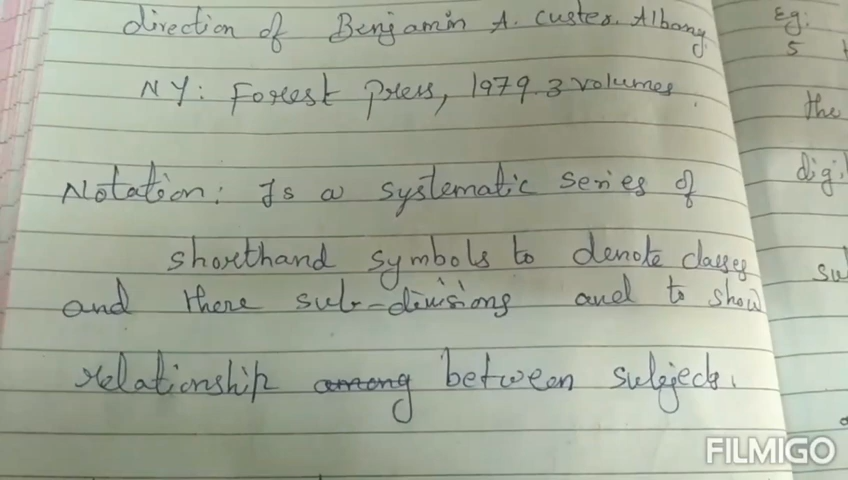 direction of Benjamin A. Custer. Albany
NY: Forest Press, 1979. 3 volumes.
Notation: Is a systematic series of
shorthand symbols to denote classes
and there sub-divisions and to show
relationship among between subjects.
Eg:
5
the
digi
su
FILMIGO